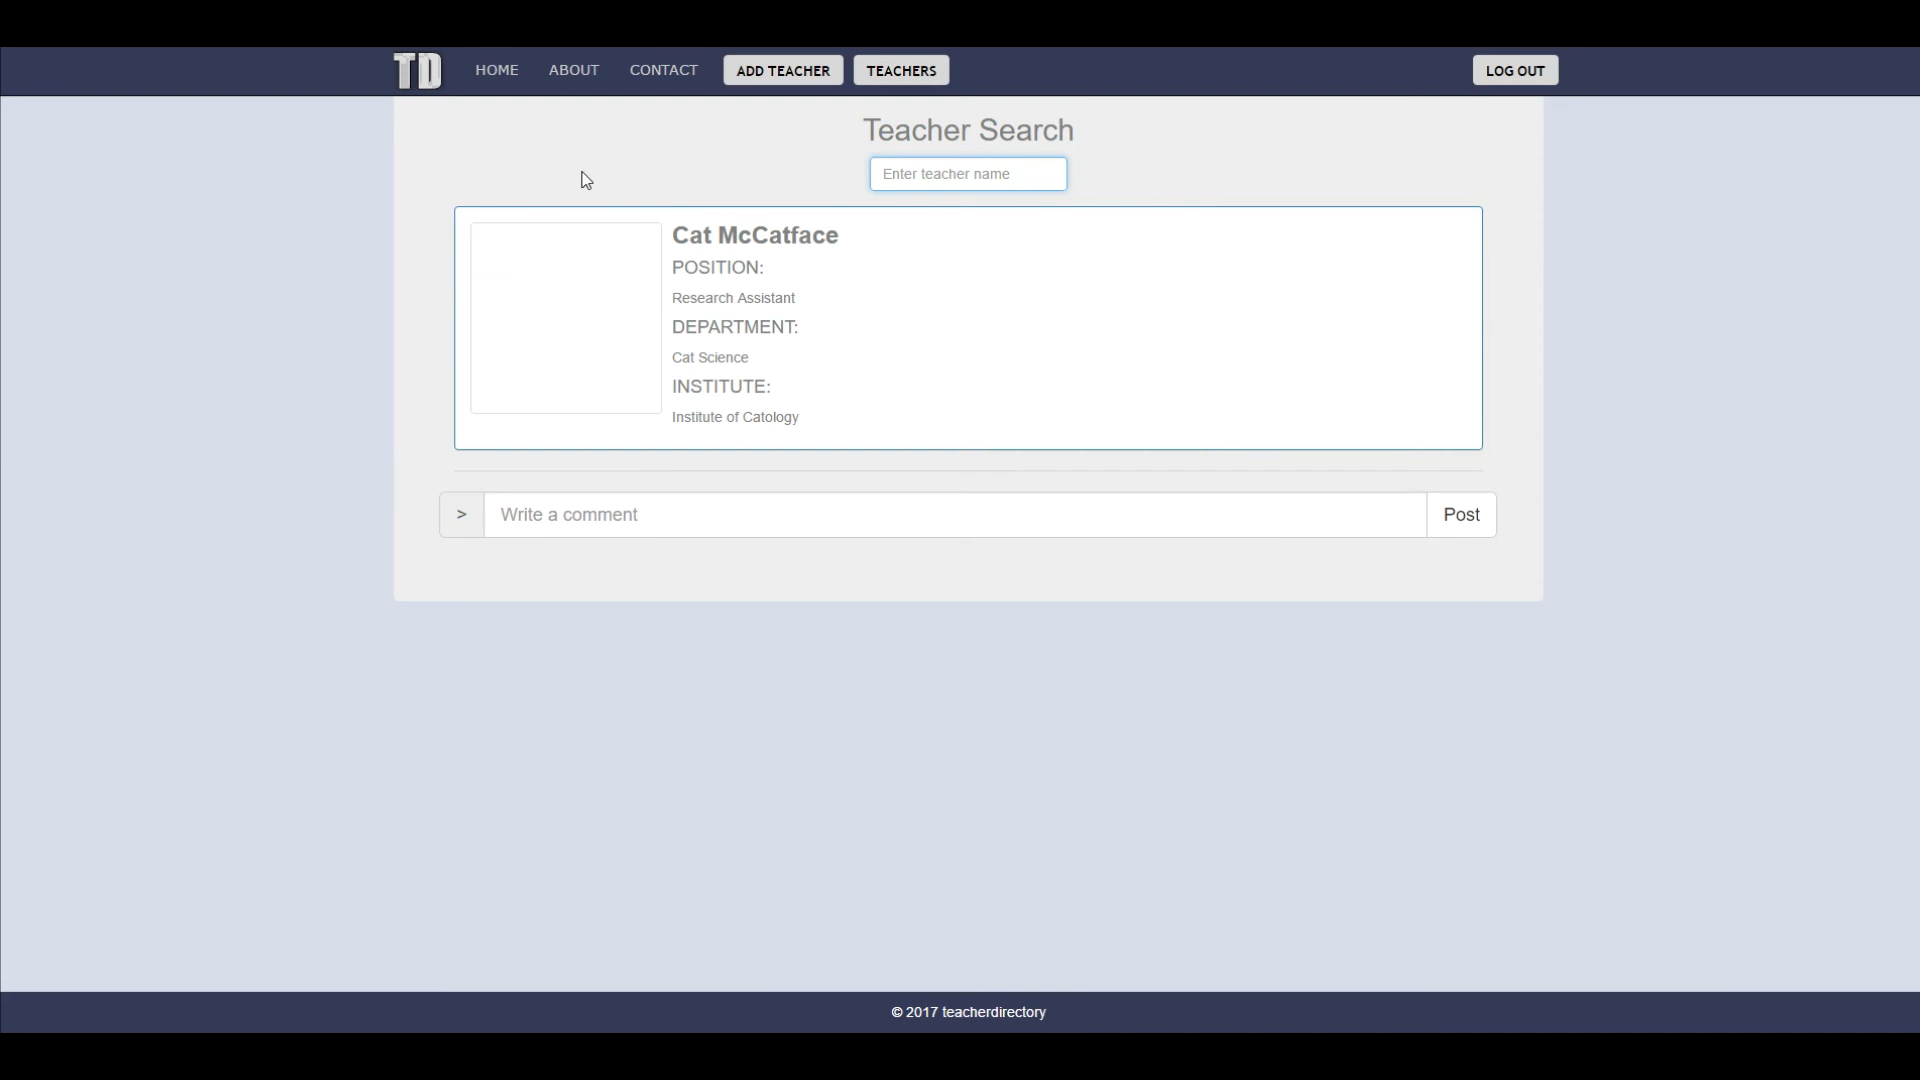 TD HOME ABOUT CONTACT ADD TEACHER TEACHERS LOG OUT
Teacher Search
Enter teacher name
Cat McCatface
POSITION:
Research Assistant
DEPARTMENT:
Cat Science
INSTITUTE:
Institute of Catology
> Write a comment Post
© 2017 teacherdirectory